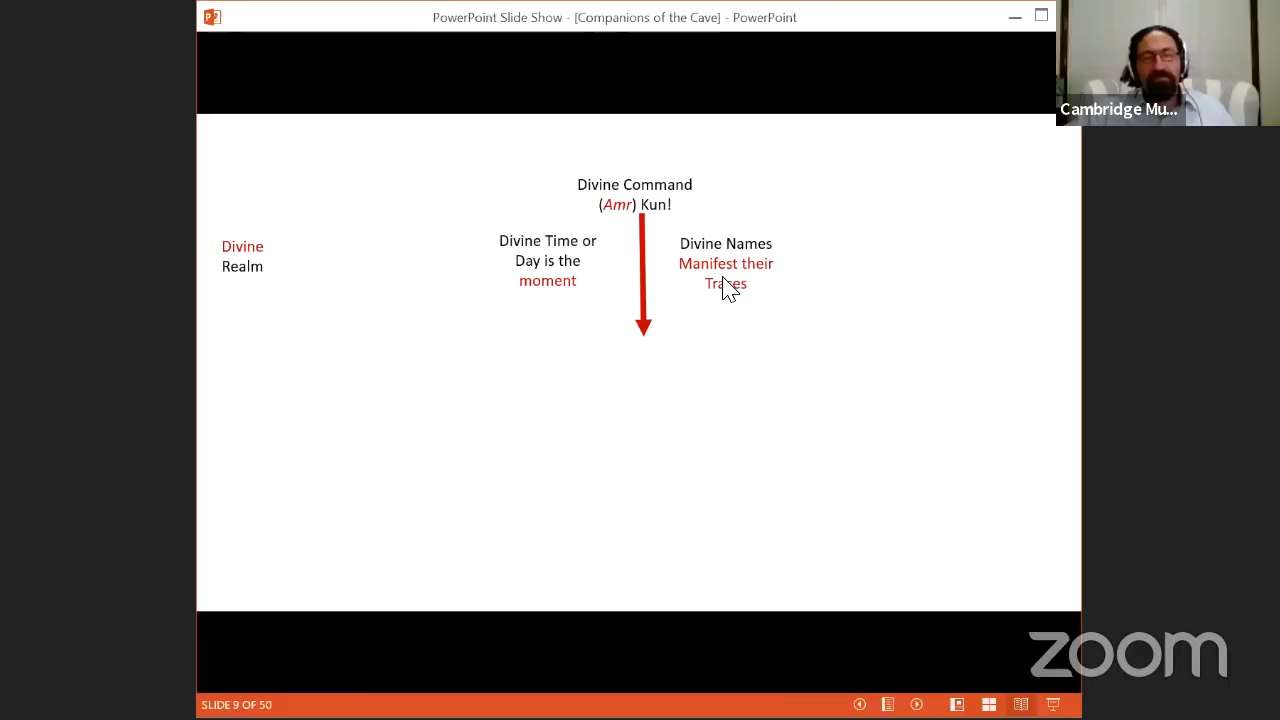 PowerPoint Slide Show - [Companions of the Cave] - PowerPoint
Cambridge Mu...
Divine Command
(Amr) Kun!
Divine
Realm
Divine Time or
Day is the
moment
Divine Names
Manifest their
Traces
zoom
SLIDE 9 OF 50